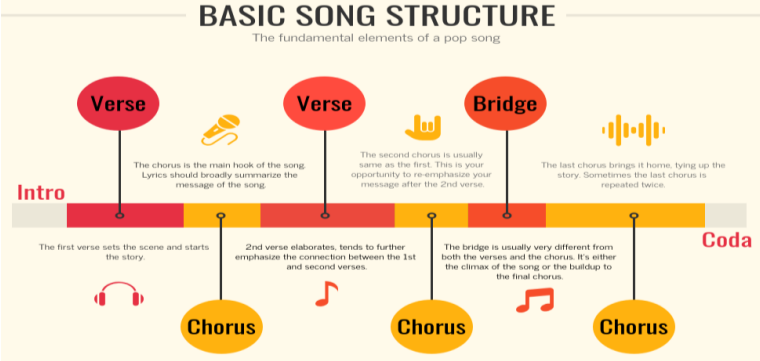 BASIC SONG STRUCTURE
The fundamental elements of a pop song
Verse
Verse
Bridge
The chorus is the main hook of the song.
Lyrics should broadly summarize the
message of the song.
The second chorus is usually
same as the first. This is your
opportunity to re-emphasize your
message after the 2nd verse.
The last chorus brings it home, tying up the
story. Sometimes the last chorus is
repeated twice.
Intro
Coda
The first verse sets the scene and starts
the story.
2nd verse elaborates, tends to further
emphasize the connection between the 1st
and second verses.
The bridge is usually very different from
both the verses and the chorus. It's either
the climax of the song or the buildup to
the final chorus.
Chorus
Chorus
Chorus